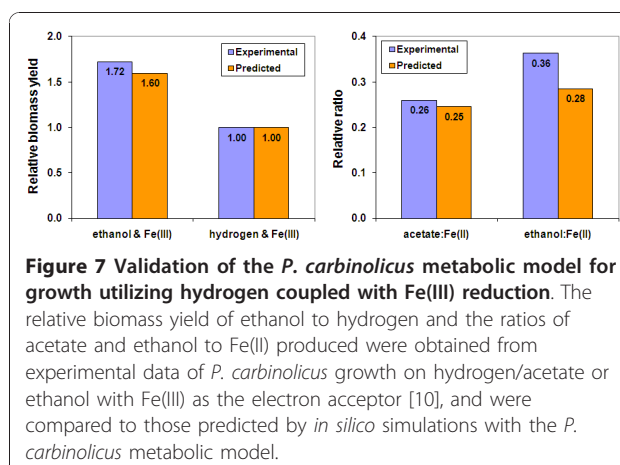 2.0
1.5
1.0
0.5
0.0
Relative biomass yield
Experimental
Predicted
1.72
1.60
1.00
1.00
ethanol & Fe(III)
hydrogen & Fe(III)
0.4
0.3
0.2
0.1
0.0
Relative ratio
Experimental
Predicted
0.26
0.25
0.36
0.28
acetate:Fe(II)
ethanol:Fe(II)
Figure 7 Validation of the P. carbinolicus metabolic model for
growth utilizing hydrogen coupled with Fe(III) reduction. The
relative biomass yield of ethanol to hydrogen and the ratios of
acetate and ethanol to Fe(II) produced were obtained from
experimental data of P. carbinolicus growth on hydrogen/acetate or
ethanol with Fe(III) as the electron acceptor [10], and were
compared to those predicted by in silico simulations with the P.
carbinolicus metabolic model.